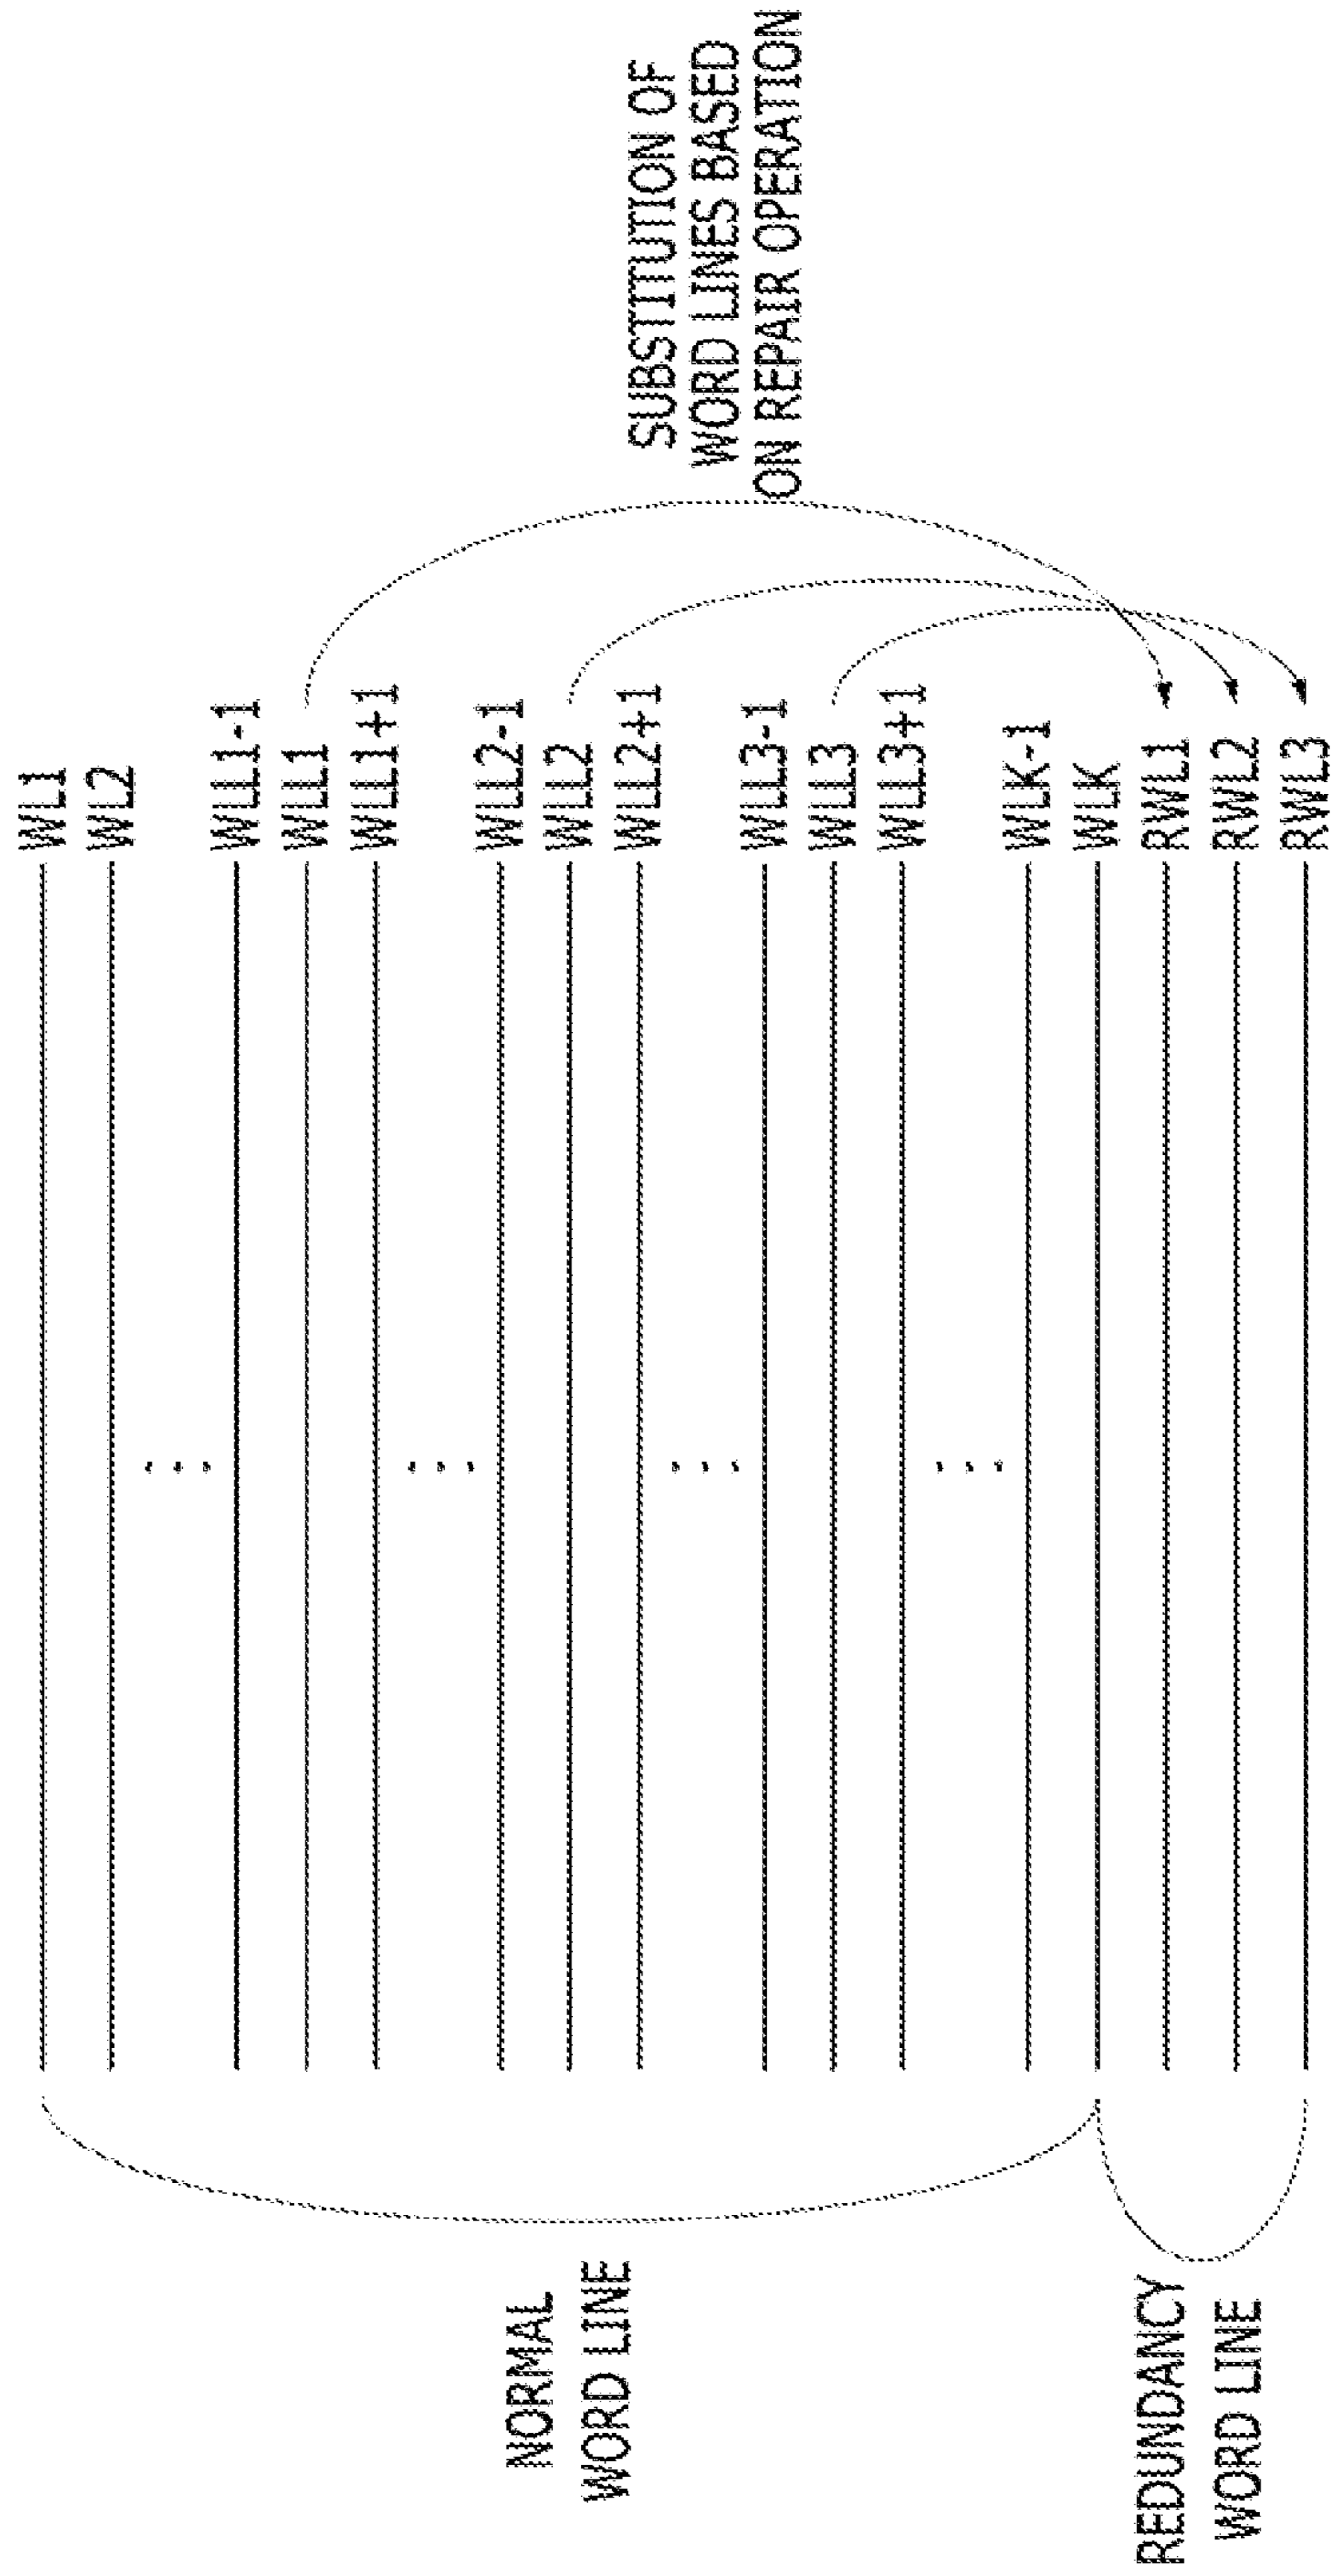 WL1
WL2
WLL1-1
WLL1
WLL1+1
WLL2-1
WLL2
WLL2+1
WLL3-1
WLL3
WLL3+1
WLK-1
WLK
RWL1
RWL2
RWL3
NORMAL
WORD LINE
REDUNDANCY
WORD LINE
SUBSTITUTION OF
WORD LINES BASED
ON REPAIR OPERATION